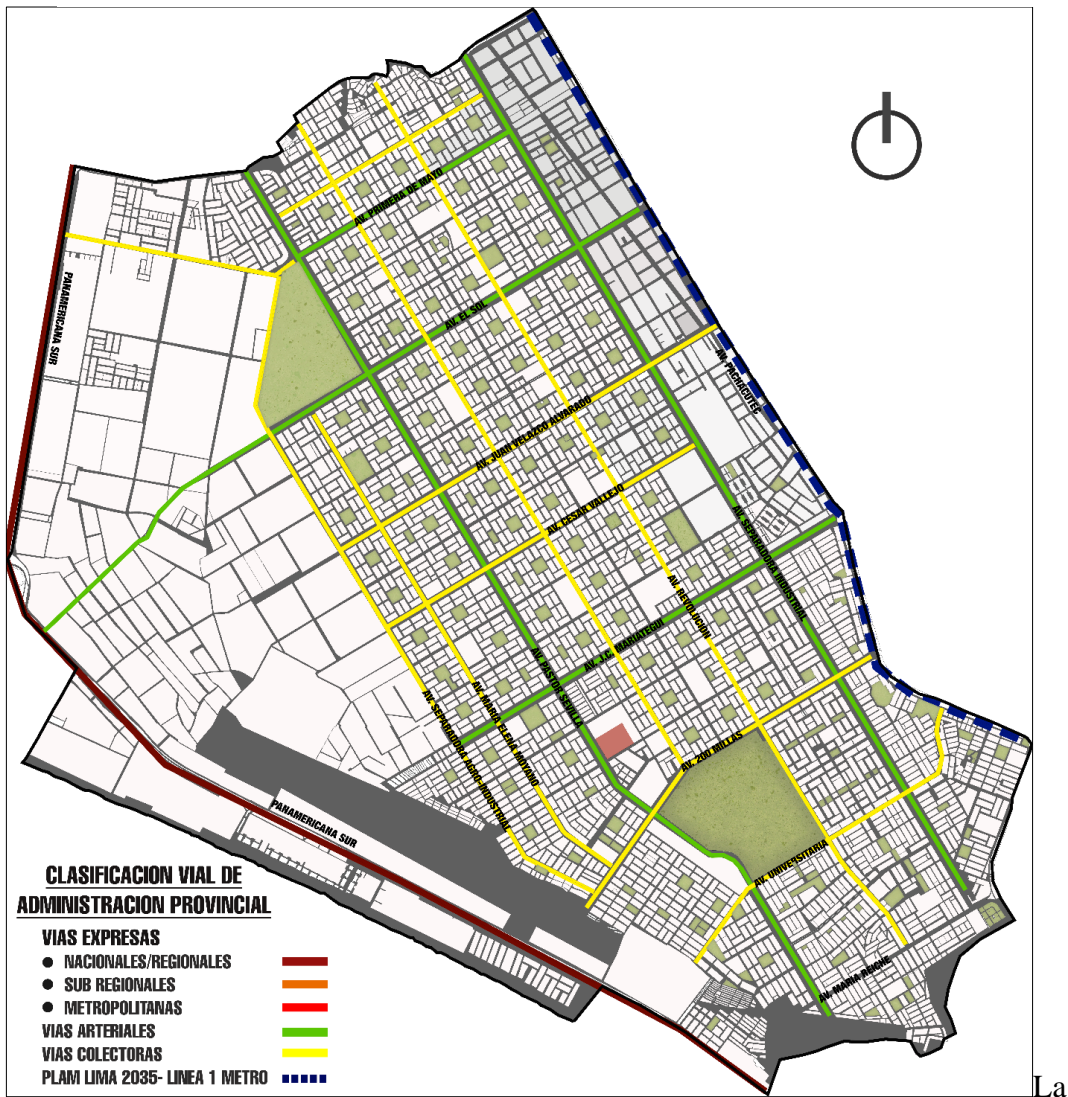 AV. PRIMERA DE MAYO
PANAMERICANA SUR
AV. EL SOL
AV. PACHACUTEC
AV. JUAN VELAZCO ALVARADO
AV. CESAR VALLEJO
AV. SEPARADORA INDUSTRIAL
AV. REVOLUCION
AV. J.C. MARIATEGUI
AV. PASTOR SEVILLA
AV. MARIA ELENA MOYANO
AV. SEPARADORA AGRO-INDUSTRIAL
AV. 200 MILLAS
PANAMERICANA SUR
AV. UNIVERSITARIA
AV. MARIA REICHE
CLASIFICACION VIAL DE
ADMINISTRACION PROVINCIAL
VIAS EXPRESAS
● NACIONALES/REGIONALES
● SUB REGIONALES
● METROPOLITANAS
VIAS ARTERIALES
VIAS COLECTORAS
PLAM LIMA 2035- LINEA 1 METRO
La